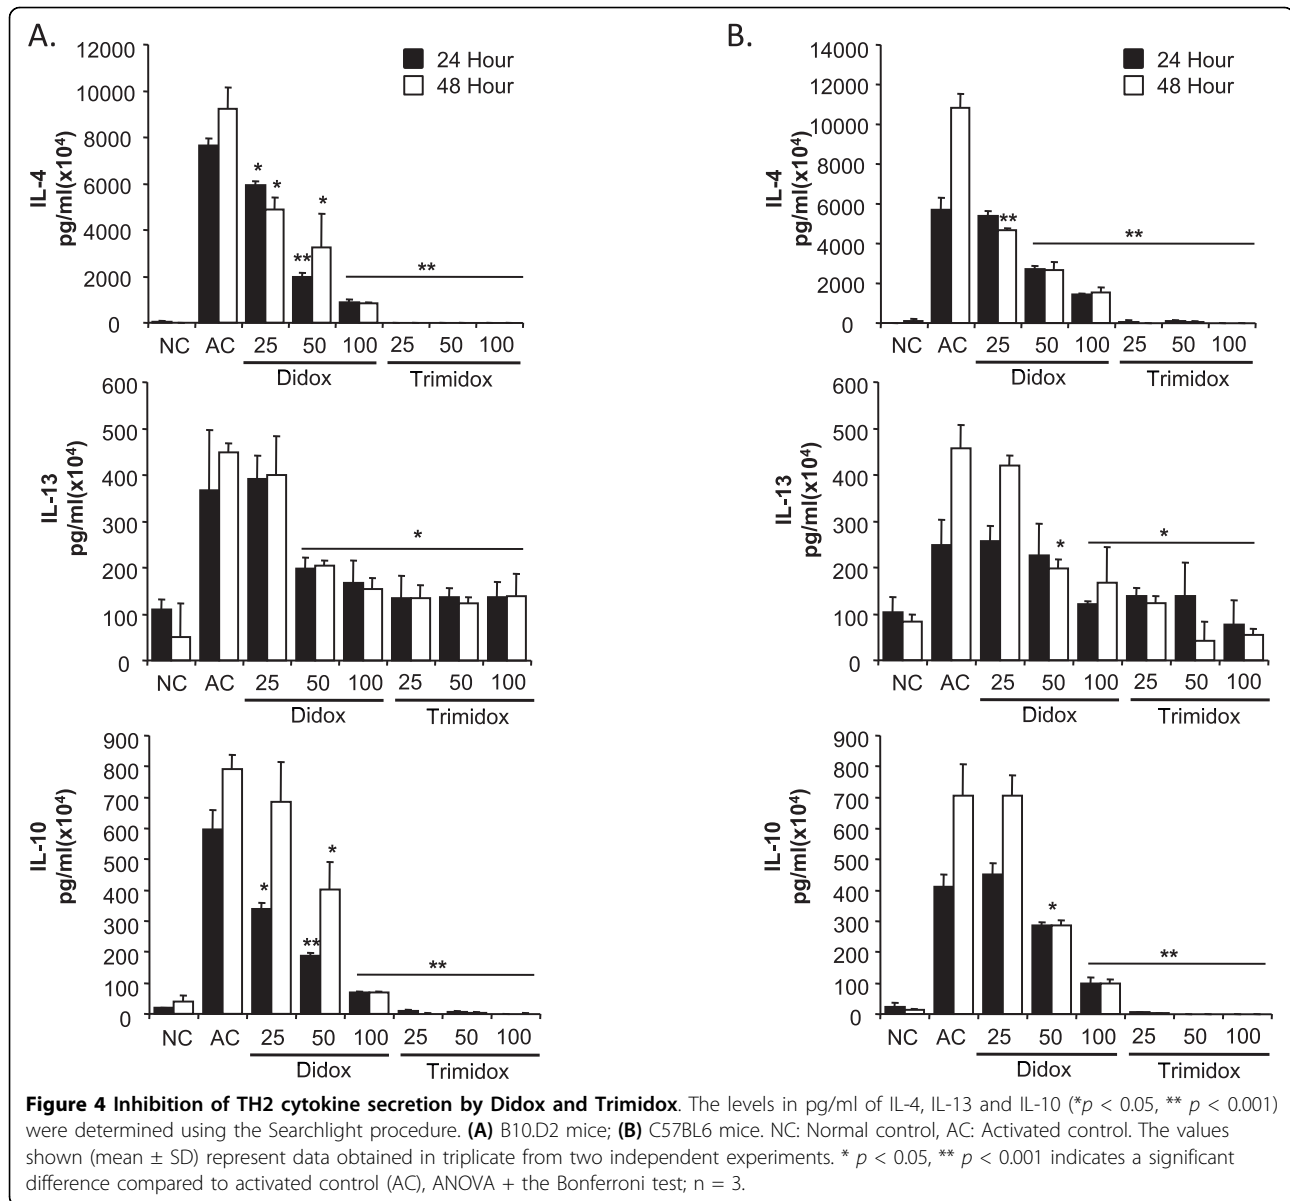 A.
12000
10000
8000
6000
4000
2000
0
IL-4
pg/ml(x10⁴)
24 Hour
48 Hour
*
*
**
*
**
NC AC 25 50 100 25 50 100
Didox Trimidox
600
500
400
300
200
100
0
IL-13
pg/ml(x10⁴)
*
NC AC 25 50 100 25 50 100
Didox Trimidox
900
800
700
600
500
400
300
200
100
0
IL-10
pg/ml(x10⁴)
*
**
*
**
NC AC 25 50 100 25 50 100
Didox Trimidox
B.
14000
12000
10000
8000
6000
4000
2000
0
IL-4
pg/ml(x10⁴)
24 Hour
48 Hour
**
**
NC AC 25 50 100 25 50 100
Didox Trimidox
600
500
400
300
200
100
0
IL-13
pg/ml(x10⁴)
*
*
NC AC 25 50 100 25 50 100
Didox Trimidox
900
800
700
600
500
400
300
200
100
0
IL-10
pg/ml(x10⁴)
*
**
NC AC 25 50 100 25 50 100
Didox Trimidox
Figure 4 Inhibition of TH2 cytokine secretion by Didox and Trimidox. The levels in pg/ml of IL-4, IL-13 and IL-10 (*p < 0.05, ** p < 0.001)
were determined using the Searchlight procedure. (A) B10.D2 mice; (B) C57BL6 mice. NC: Normal control, AC: Activated control. The values
shown (mean ± SD) represent data obtained in triplicate from two independent experiments. * p < 0.05, ** p < 0.001 indicates a significant
difference compared to activated control (AC), ANOVA + the Bonferroni test; n = 3.